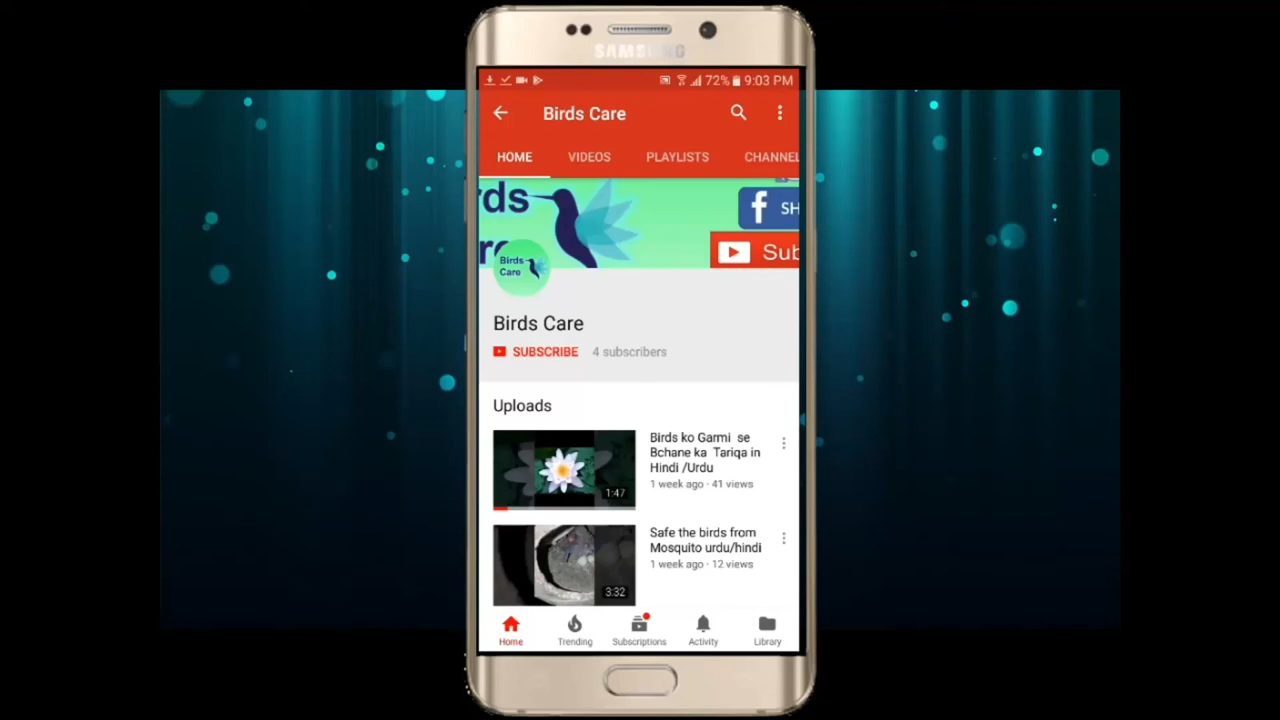 SAMSUNG
72% 9:03 PM
Birds Care
HOME VIDEOS PLAYLISTS CHANNEL
rds
re
SH
Sub
Birds
Care
Birds Care
SUBSCRIBE 4 subscribers
Uploads
Birds ko Garmi se
Bchane ka Tariqa in
Hindi /Urdu
1 week ago · 41 views
1:47
Safe the birds from
Mosquito urdu/hindi
1 week ago · 12 views
3:32
Home Trending Subscriptions Activity Library